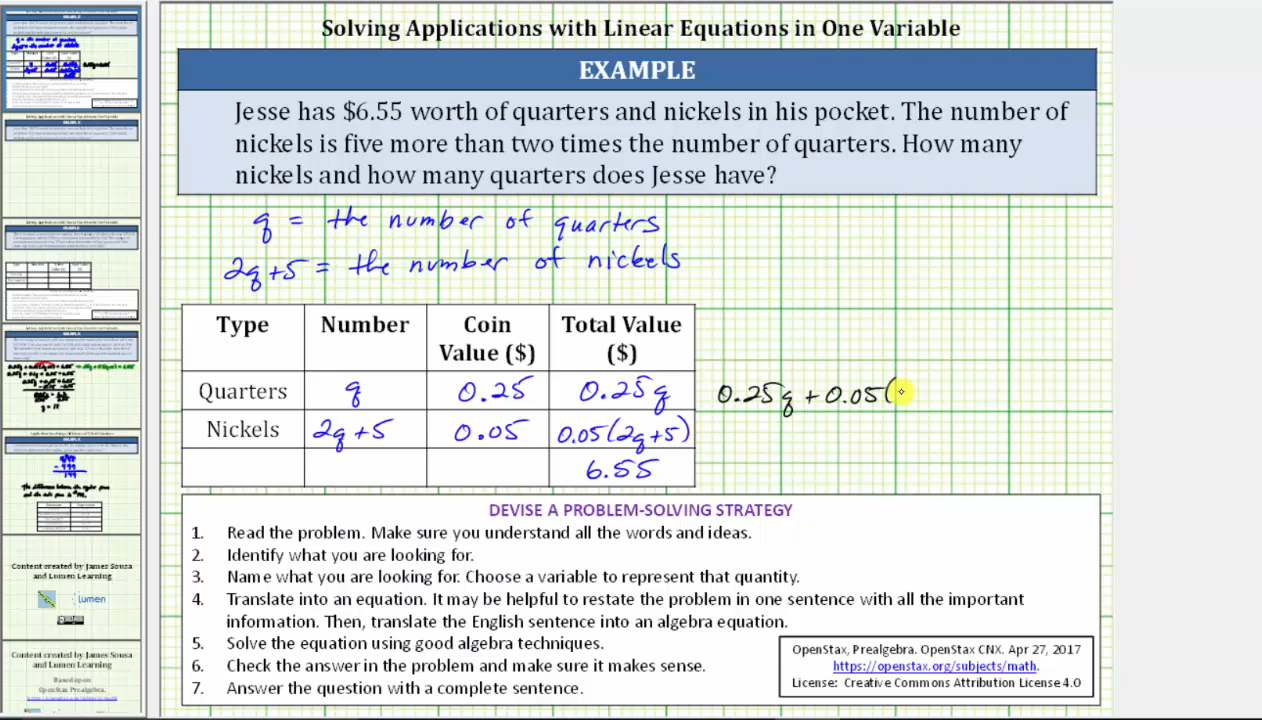 Solving Applications with Linear Equations in One Variable
EXAMPLE
Jesse has $6.55 worth of quarters and nickels in his pocket. The number of
nickels is five more than two times the number of quarters. How many
nickels and how many quarters does Jesse have?
q = the number of quarters
2q+5 = the number of nickels
Type Number Coin Value ($) Total Value ($)
Quarters q 0.25 0.25q
Nickels 2q+5 0.05 0.05(2q+5)
6.55
0.25q + 0.05(
DEVISE A PROBLEM-SOLVING STRATEGY
1. Read the problem. Make sure you understand all the words and ideas.
2. Identify what you are looking for.
3. Name what you are looking for. Choose a variable to represent that quantity.
4. Translate into an equation. It may be helpful to restate the problem in one sentence with all the important
information. Then, translate the English sentence into an algebra equation.
5. Solve the equation using good algebra techniques.
6. Check the answer in the problem and make sure it makes sense.
7. Answer the question with a complete sentence.
OpenStax, Prealgebra. OpenStax CNX. Apr 27, 2017
https://openstax.org/subjects/math.
License: Creative Commons Attribution License 4.0
Content created by James Sousa
and Lumen Learning
lumen
Content created by James Sousa
and Lumen Learning
Based on
OpenStax Prealgebra.